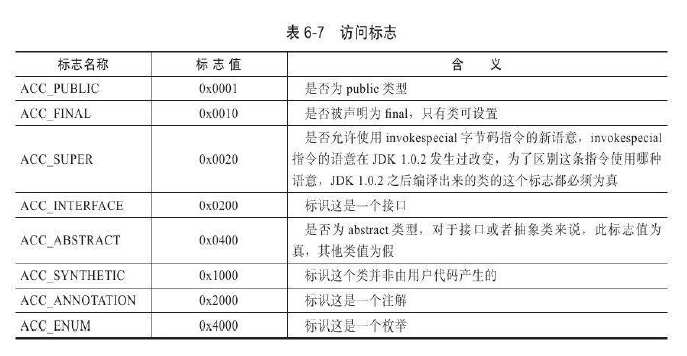 表 6-7 访问标志
标志名称 标 志 值 含 义
ACC_PUBLIC 0x0001 是否为 public 类型
ACC_FINAL 0x0010 是否被声明为 final，只有类可设置
是否允许使用 invokespecial 字节码指令的新语意，invokespecial
ACC_SUPER 0x0020 指令的语意在 JDK 1.0.2 发生过改变，为了区别这条指令使用哪种
语意，JDK 1.0.2 之后编译出来的类的这个标志都必须为真
ACC_INTERFACE 0x0200 标识这是一个接口
是否为 abstract 类型，对于接口或者抽象类来说，此标志值为
ACC_ABSTRACT 0x0400
真，其他类值为假
ACC_SYNTHETIC 0x1000 标识这个类并非由用户代码产生的
ACC_ANNOTATION 0x2000 标识这是一个注解
ACC_ENUM 0x4000 标识这是一个枚举